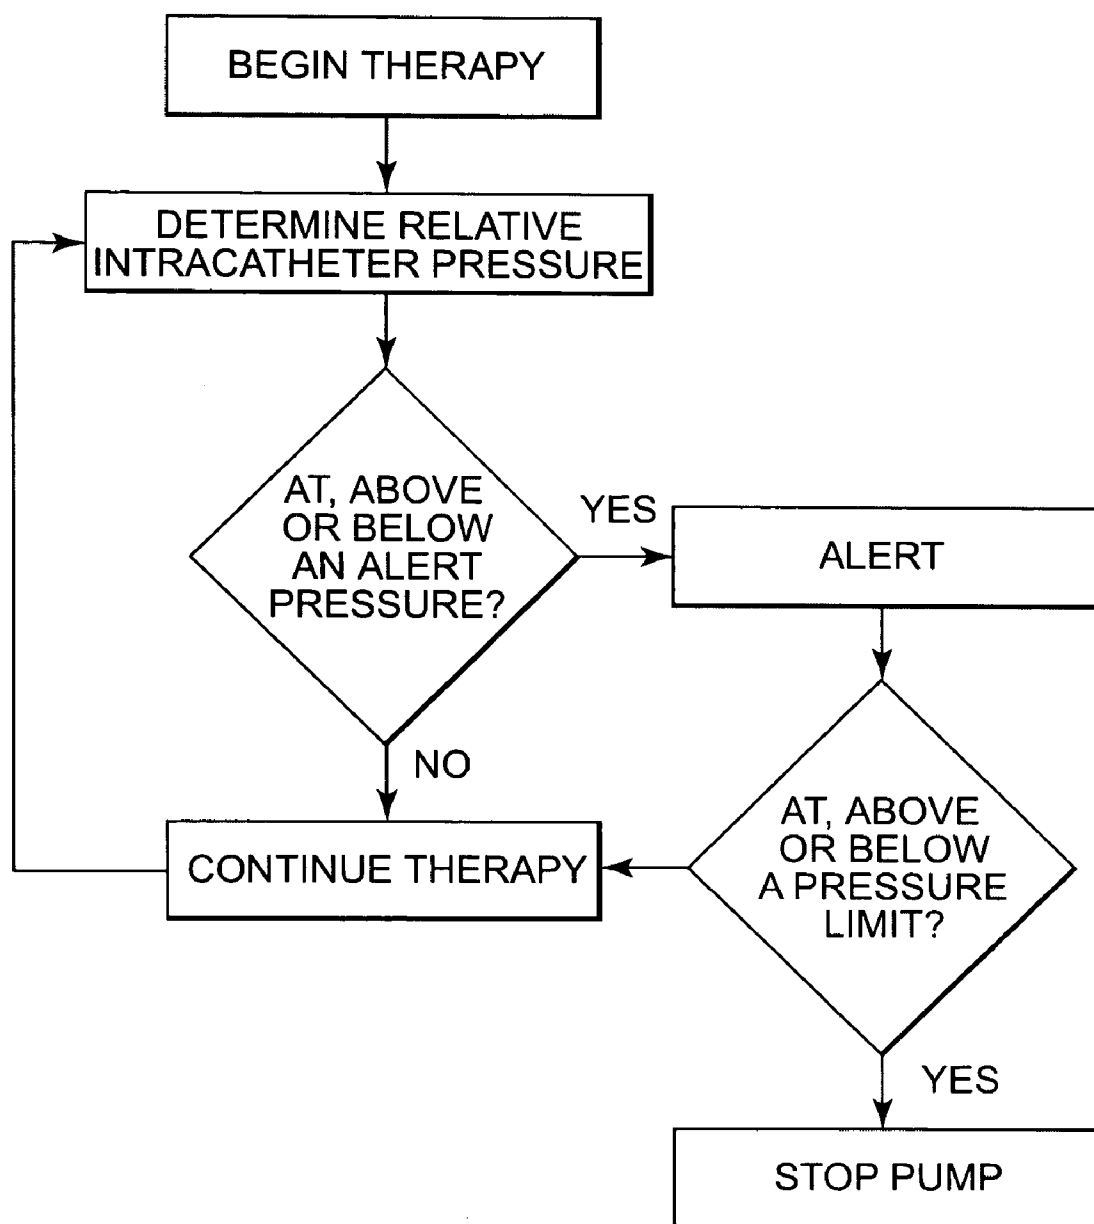 BEGIN THERAPY
DETERMINE RELATIVE
INTRACATHETER PRESSURE
AT, ABOVE
OR BELOW
AN ALERT
PRESSURE?
YES
ALERT
NO
CONTINUE THERAPY
AT, ABOVE
OR BELOW
A PRESSURE
LIMIT?
YES
STOP PUMP